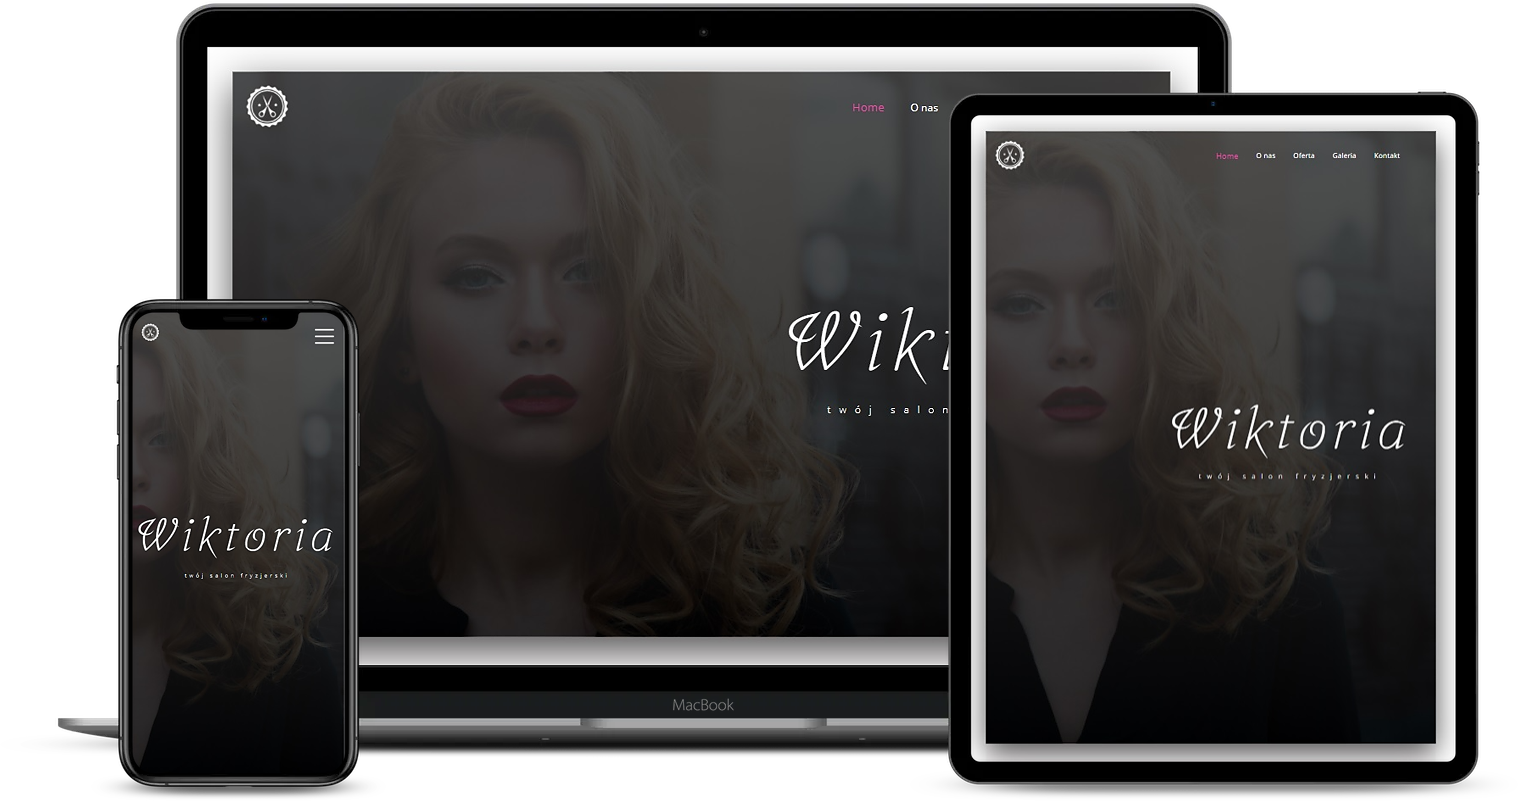 Home O nas
Wikt
twój salon
MacBook
Home O nas Oferta Galeria Kontakt
Wiktoria
twój salon fryzjerski
Wiktoria
twój salon fryzjerski